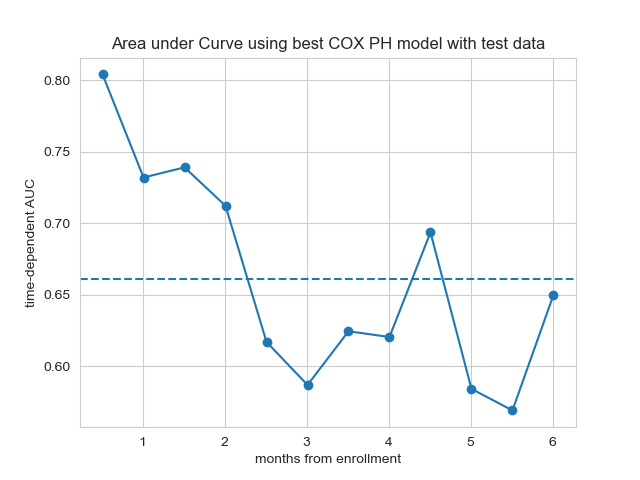 Area under Curve using best COX PH model with test data
time-dependent AUC
0.80
0.75
0.70
0.65
0.60
1 2 3 4 5 6
months from enrollment